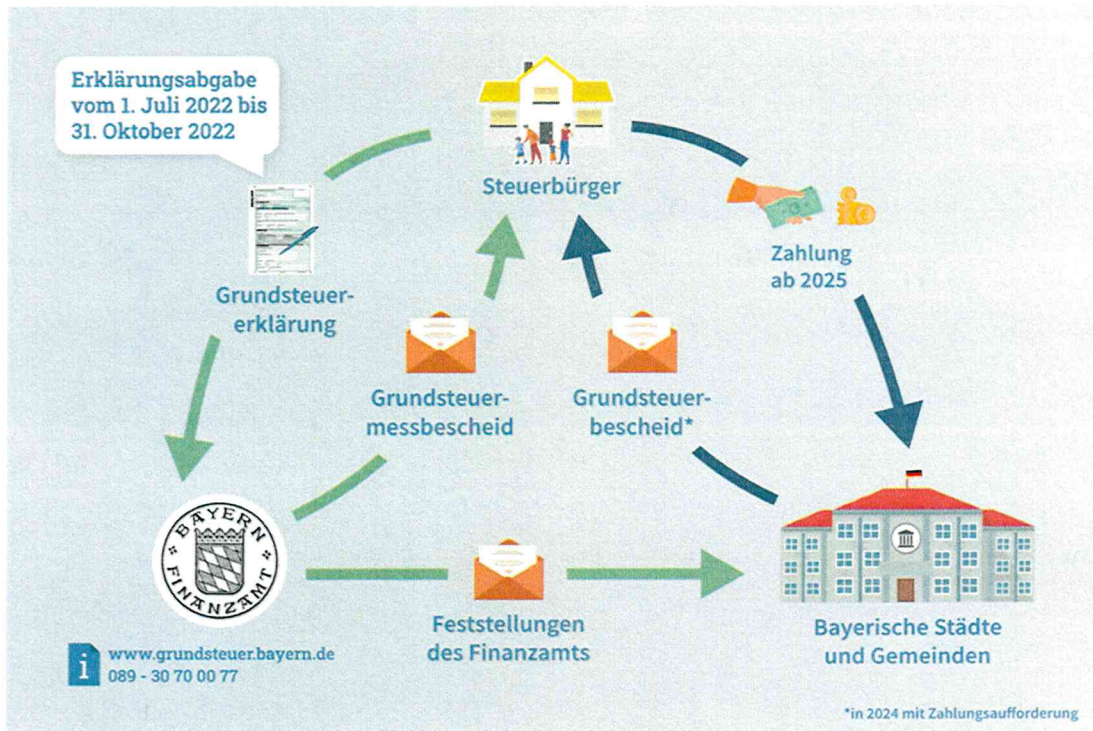 Erklärungsabgabe
vom 1. Juli 2022 bis
31. Oktober 2022
Steuerbürger
Zahlung
ab 2025
Grundsteuer-
erklärung
Grundsteuer-
messbescheid
Grundsteuer-
bescheid*
BAYERN
FINANZAMT
Feststellungen
des Finanzamts
Bayerische Städte
und Gemeinden
i
www.grundsteuer.bayern.de
089 - 30 70 00 77
*in 2024 mit Zahlungsaufforderung